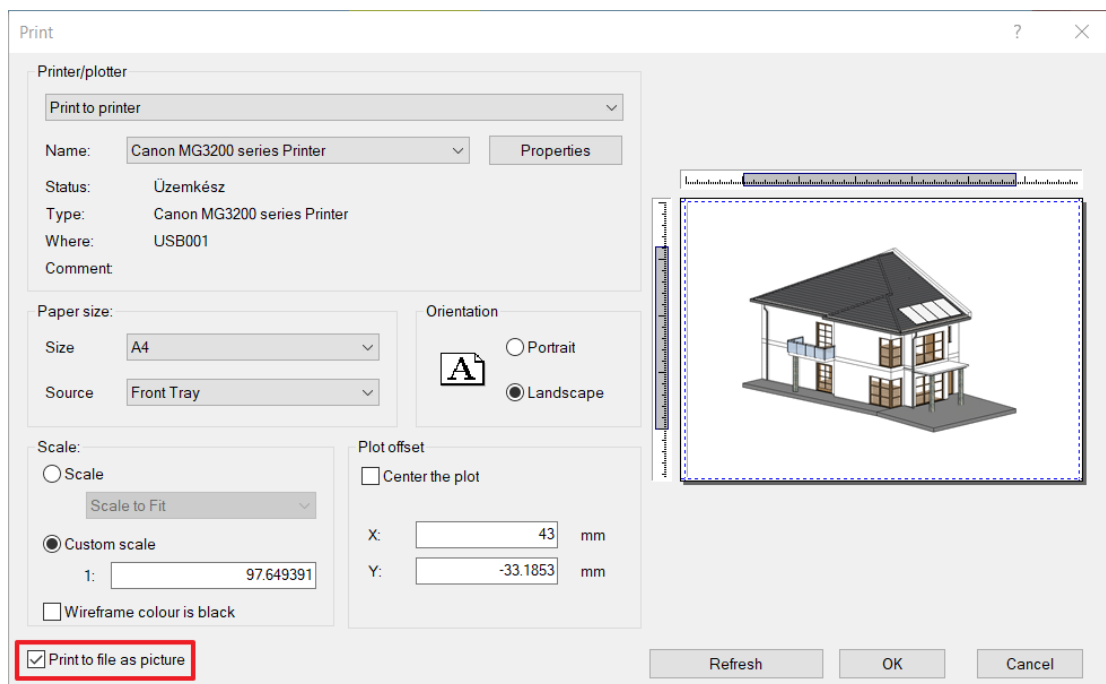 Print
?
Printer/plotter
Print to printer
Name: Canon MG3200 series Printer Properties
Status: Üzemkész
Type: Canon MG3200 series Printer
Where: USB001
Comment:
Paper size:
Size A4
Source Front Tray
Orientation
A
Portrait
Landscape
Scale:
Scale
Scale to Fit
Custom scale
1: 97.649391
Wireframe colour is black
Plot offset
Center the plot
X: 43 mm
Y: -33.1853 mm
Print to file as picture
Refresh OK Cancel